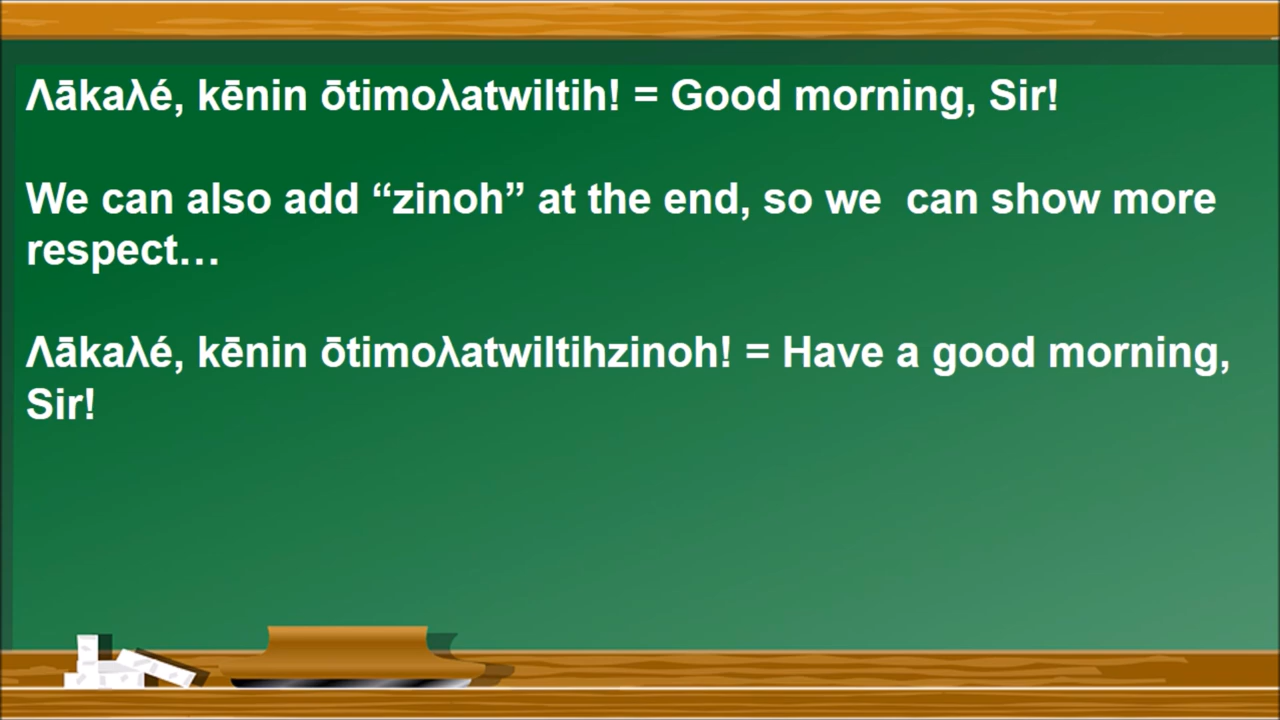 Λākaλé, kēnin ōtimoλatwiltih! = Good morning, Sir!
We can also add “zinoh” at the end, so we  can show more
respect…
Λākaλé, kēnin ōtimoλatwiltihzinoh! = Have a good morning,
Sir!